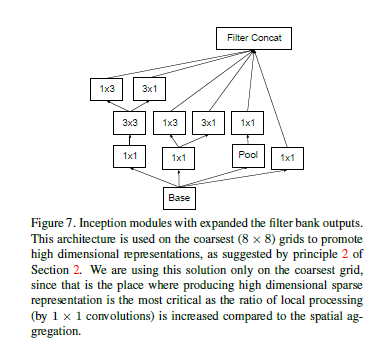 Filter Concat
1x3
3x1
3x3
1x3
3x1
1x1
1x1
1x1
Pool
1x1
Base
Figure 7. Inception modules with expanded the filter bank outputs.
This architecture is used on the coarsest (8 × 8) grids to promote
high dimensional representations, as suggested by principle 2 of
Section 2. We are using this solution only on the coarsest grid,
since that is the place where producing high dimensional sparse
representation is the most critical as the ratio of local processing
(by 1 × 1 convolutions) is increased compared to the spatial ag-
gregation.